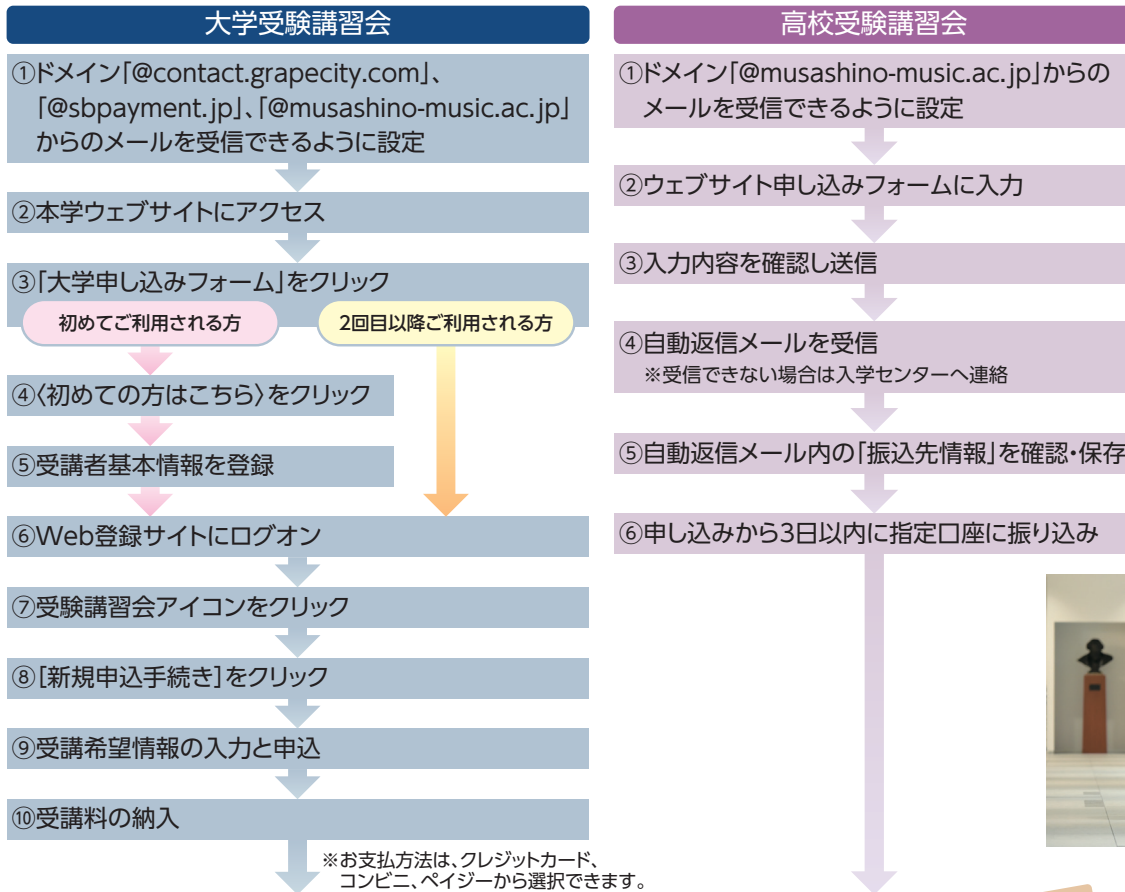 大学受験講習会
①ドメイン「@contact.grapecity.com」、
「@sbpayment.jp」、「@musashino-music.ac.jp」
からのメールを受信できるように設定
②本学ウェブサイトにアクセス
③「大学申し込みフォーム」をクリック
初めてご利用される方
2回目以降ご利用される方
④〈初めての方はこちら〉をクリック
⑤受講者基本情報を登録
⑥Web登録サイトにログオン
⑦受験講習会アイコンをクリック
⑧[新規申込手続き]をクリック
⑨受講希望情報の入力と申込
⑩受講料の納入
※お支払方法は、クレジットカード、
コンビニ、ペイジーから選択できます。
高校受験講習会
①ドメイン「@musashino-music.ac.jp」からの
メールを受信できるように設定
②ウェブサイト申し込みフォームに入力
③入力内容を確認し送信
④自動返信メールを受信
※受信できない場合は入学センターへ連絡
⑤自動返信メール内の「振込先情報」を確認・保存
⑥申し込みから3日以内に指定口座に振り込み